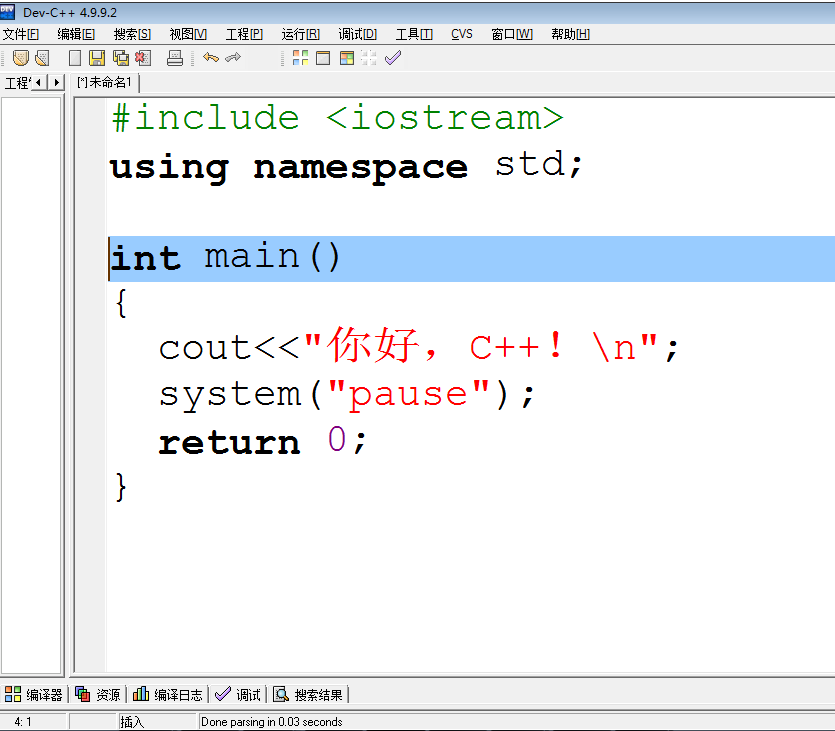 Dev-C++ 4.9.9.2
文件[F] 编辑[E] 搜索[S] 视图[V] 工程[P] 运行[R] 调试[D] 工具[T] CVS 窗口[W] 帮助[H]
[*]未命名1
#include <iostream>
using namespace std;
int main()
{
cout<<"你好，C++！\n";
system("pause");
return 0;
}
编译器 资源 编译日志 调试 搜索结果
4: 1 插入 Done parsing in 0.03 seconds